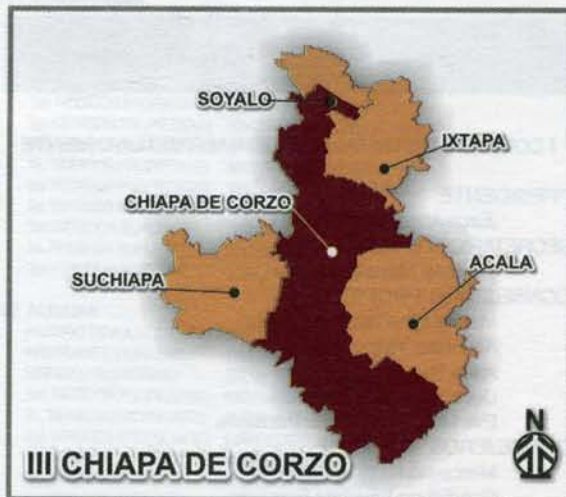 SOYALO
IXTAPA
CHIAPA DE CORZO
ACALA
SUCHIAPA
N
III CHIAPA DE CORZO